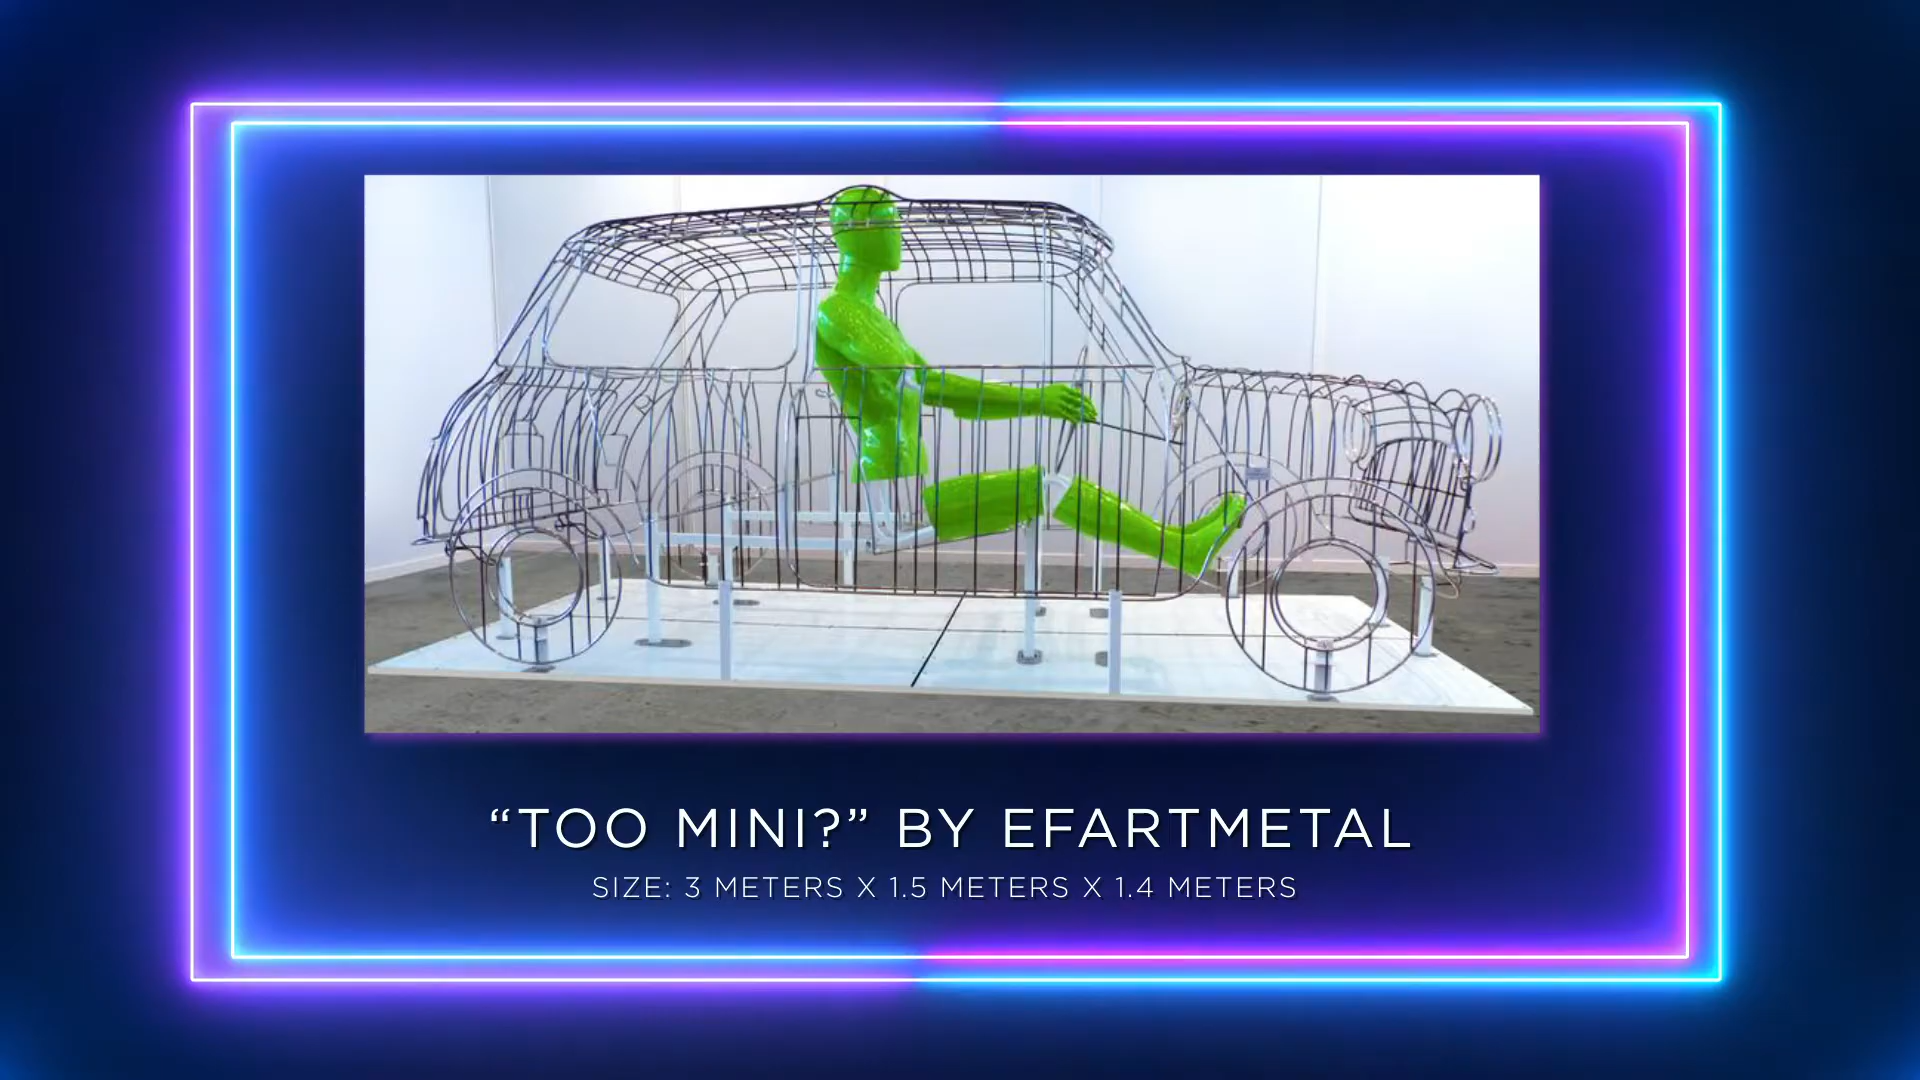 “TOO MINI?” BY EFARTMETAL
SIZE: 3 METERS X 1.5 METERS X 1.4 METERS